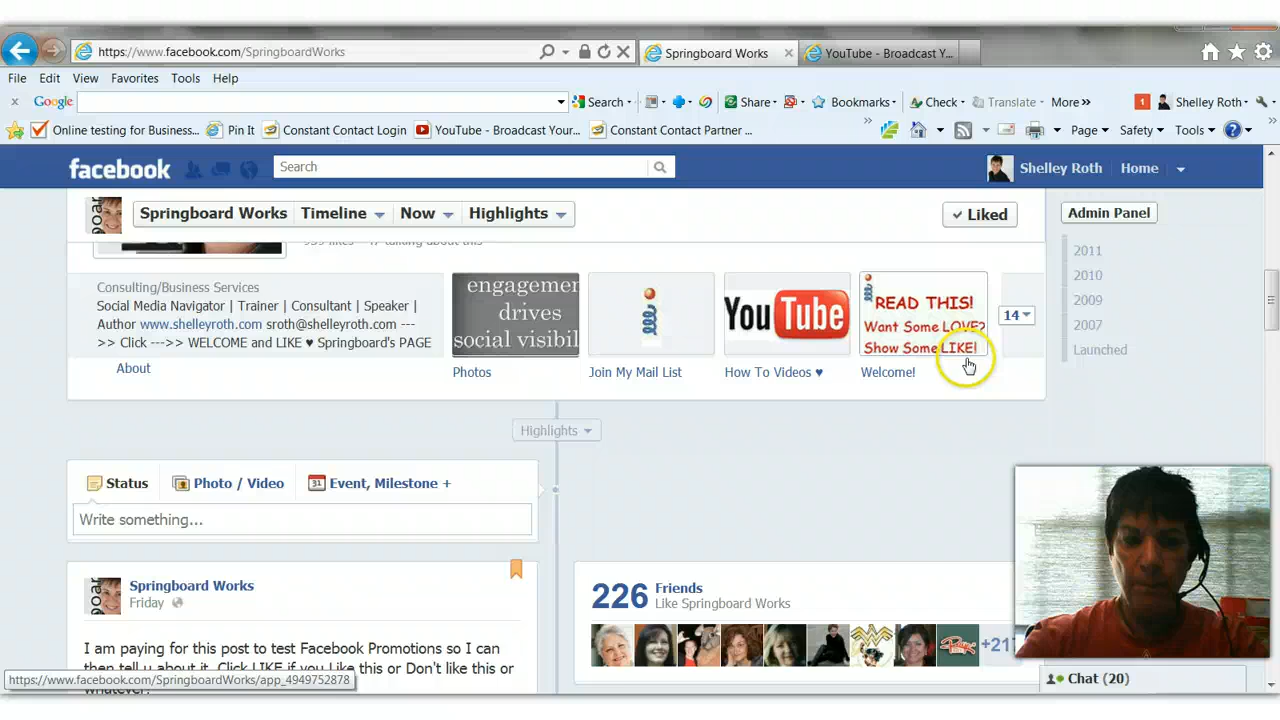 https://www.facebook.com/SpringboardWorks
Springboard Works
YouTube - Broadcast Y...
File Edit View Favorites Tools Help
x Google Search Share Bookmarks Check Translate More » 1 Shelley Roth
Online testing for Business... Pin It Constant Contact Login YouTube - Broadcast Your... Constant Contact Partner ... » Page Safety Tools »
facebook Search Shelley Roth Home
Springboard Works Timeline Now Highlights ✓ Liked Admin Panel
talking about this
2011
2010
2009
2007
Launched
Consulting/Business Services
Social Media Navigator | Trainer | Consultant | Speaker |
Author www.shelleyroth.com sroth@shelleyroth.com ---
>> Click --->> WELCOME and LIKE ♥ Springboard's PAGE
About
engagemen
drives
social visibil
Photos
Join My Mail List
YouTube
How To Videos ♥
READ THIS!
Want Some LOVE?
Show Some LIKE!
Welcome!
14
Highlights
Status Photo / Video 31 Event, Milestone +
Write something...
Springboard Works
Friday
I am paying for this post to test Facebook Promotions so I can
then tell u about it. Click LIKE if you Like this or Don't like this or
whatever!
226 Friends
Like Springboard Works
+217
https://www.facebook.com/SpringboardWorks/app_4949752878
Chat (20)